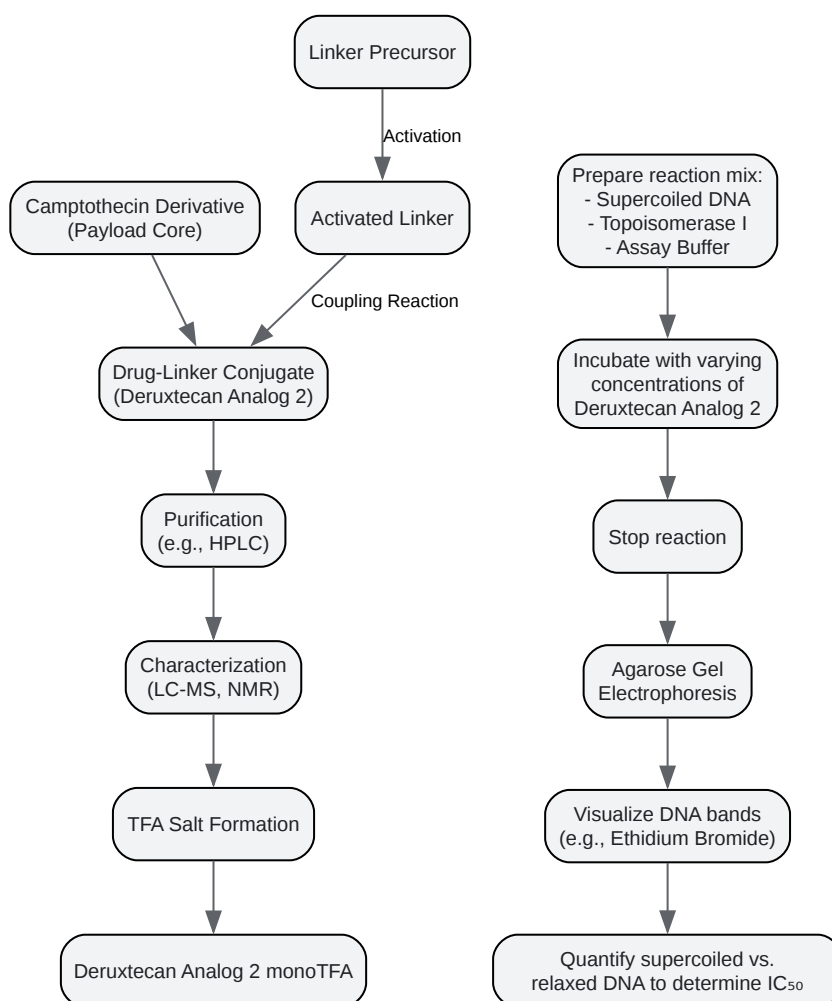 Linker Precursor
Activation
Camptothecin Derivative
(Payload Core)
Activated Linker
Coupling Reaction
Drug-Linker Conjugate
(Deruxtecan Analog 2)
Purification
(e.g., HPLC)
Characterization
(LC-MS, NMR)
TFA Salt Formation
Deruxtecan Analog 2 monoTFA
Prepare reaction mix:
- Supercoiled DNA
- Topoisomerase I
- Assay Buffer
Incubate with varying
concentrations of
Deruxtecan Analog 2
Stop reaction
Agarose Gel
Electrophoresis
Visualize DNA bands
(e.g., Ethidium Bromide)
Quantify supercoiled vs.
relaxed DNA to determine IC₅₀